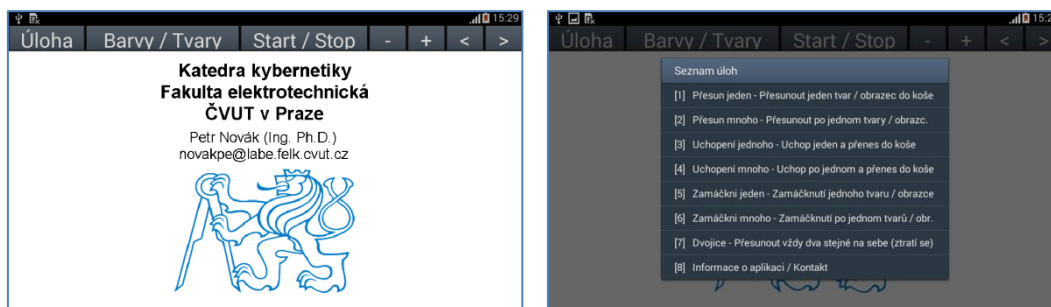 15:29
Úloha Barvy / Tvary Start / Stop - + < >
Katedra kybernetiky
Fakulta elektrotechnická
ČVUT v Praze
Petr Novák (Ing. Ph.D.)
novakpe@labe.felk.cvut.cz
15:2
Úloha Barvy / Tvary Start / Stop - + < >
Seznam úloh
[1] Přesun jeden - Přesunout jeden tvar / obrazec do koše
[2] Přesun mnoho - Přesunout po jednom tvary / obrazc.
[3] Uchopení jednoho - Uchop jeden a přenes do koše
[4] Uchopení mnoho - Uchop po jednom a přenes do koše
[5] Zamáčkní jeden - Zamáčknutí jednoho tvaru / obrazce
[6] Zamáčkni mnoho - Zamáčknutí po jednom tvarů / obr.
[7] Dvojice - Přesunout vždy dva stejné na sebe (ztratí se)
[8] Informace o aplikaci / Kontakt